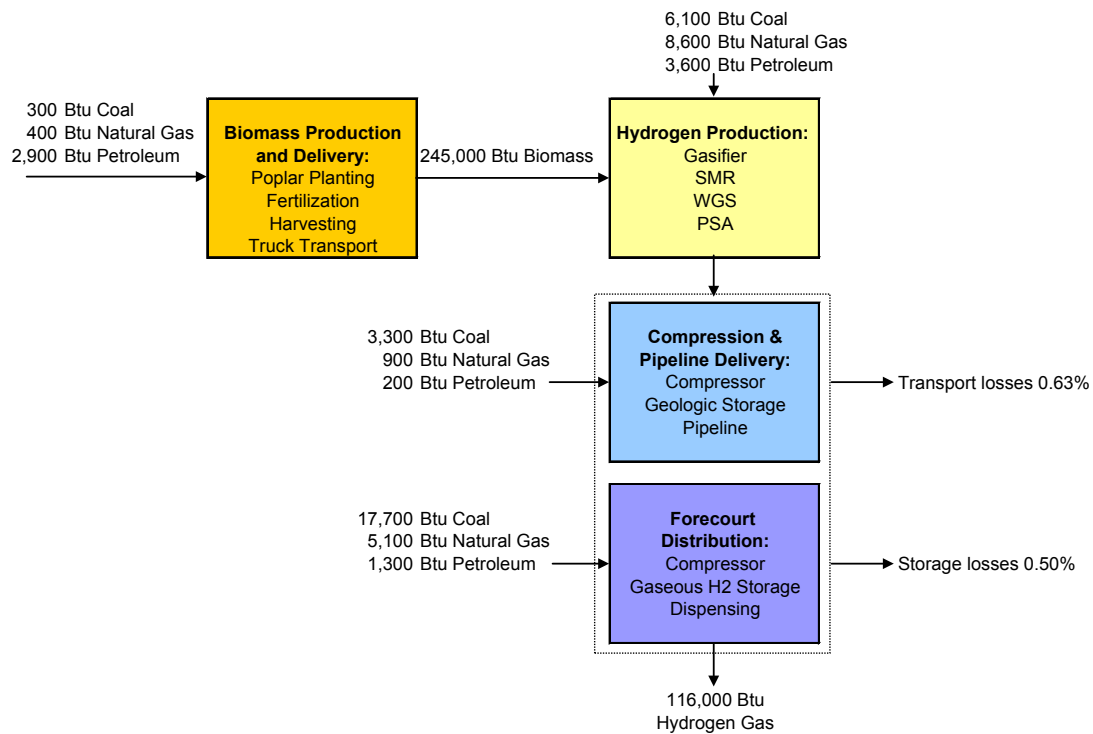 6,100 Btu Coal
8,600 Btu Natural Gas
3,600 Btu Petroleum
300 Btu Coal
400 Btu Natural Gas
2,900 Btu Petroleum
Biomass Production
and Delivery:
Poplar Planting
Fertilization
Harvesting
Truck Transport
245,000 Btu Biomass
Hydrogen Production:
Gasifier
SMR
WGS
PSA
3,300 Btu Coal
900 Btu Natural Gas
200 Btu Petroleum
Compression &
Pipeline Delivery:
Compressor
Geologic Storage
Pipeline
Transport losses 0.63%
17,700 Btu Coal
5,100 Btu Natural Gas
1,300 Btu Petroleum
Forecourt
Distribution:
Compressor
Gaseous H2 Storage
Dispensing
Storage losses 0.50%
116,000 Btu
Hydrogen Gas